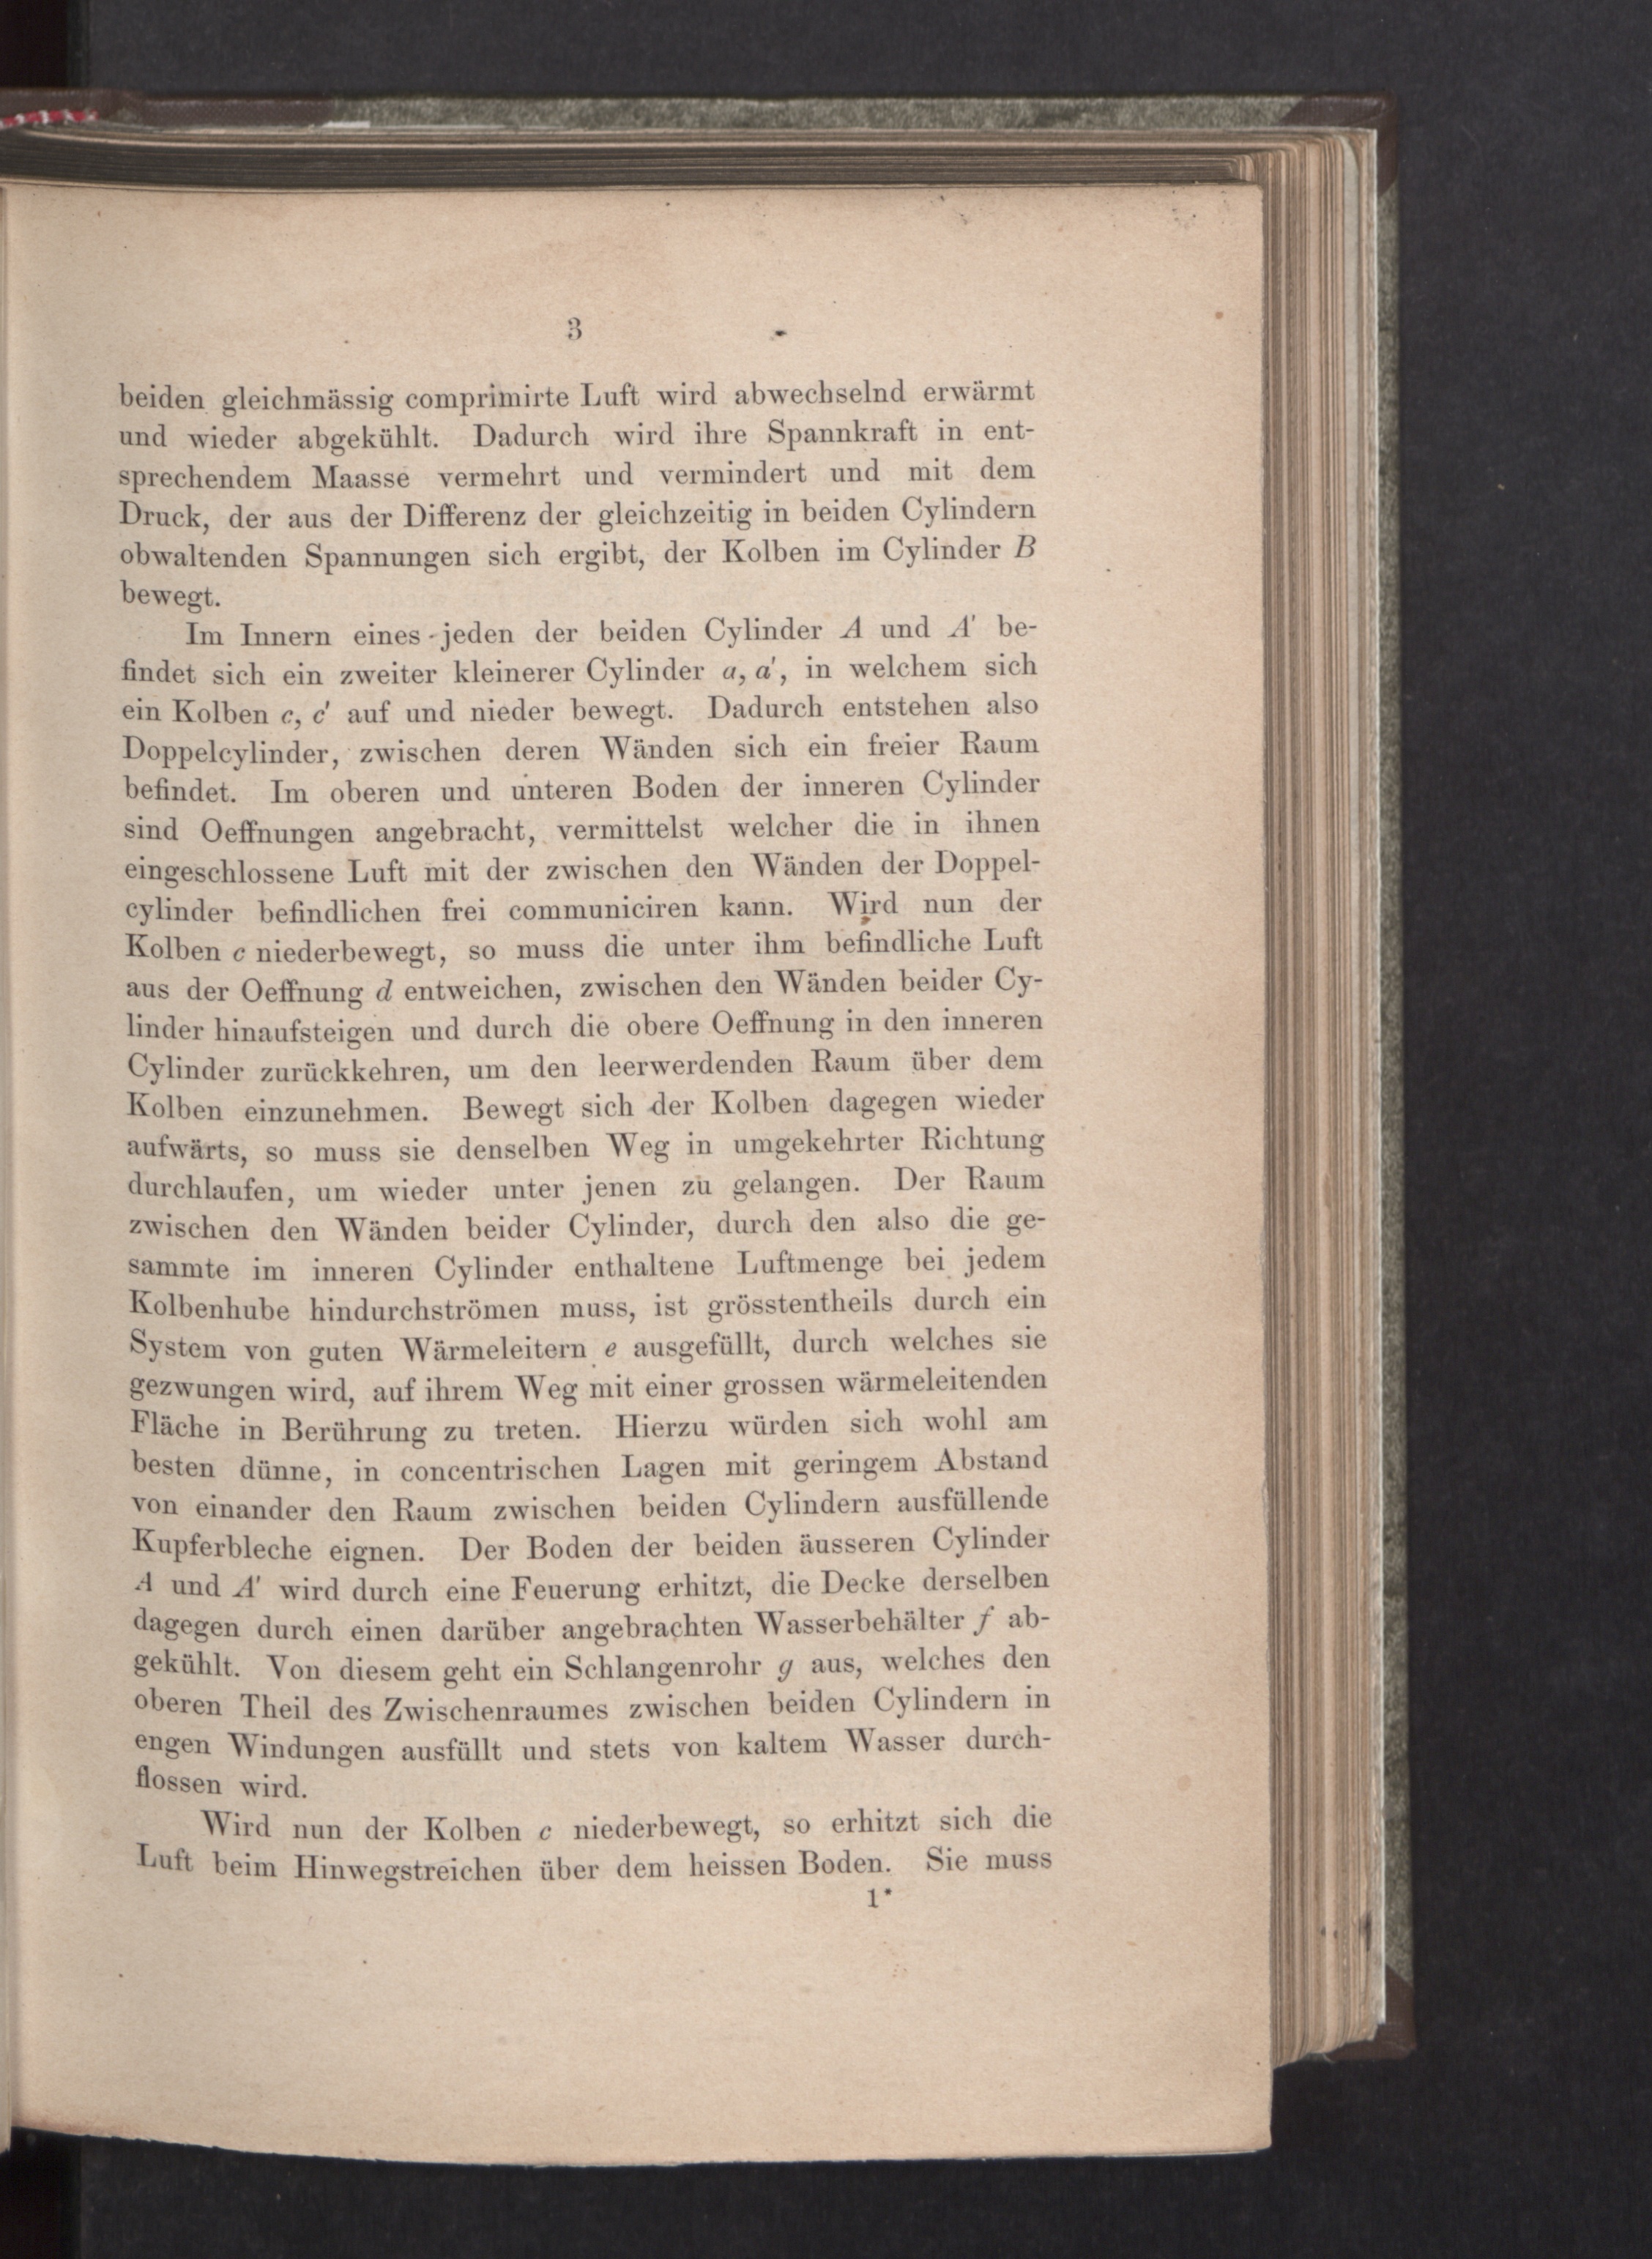 3
beiden gleichmässig comprimirte Luft wird abwechselnd erwärmt
und wieder abgekühlt. Dadurch wird ihre Spannkraft in ent-
sprechendem Maasse vermehrt und vermindert und mit dem
Druck, der aus der Differenz der gleichzeitig in beiden Cylindern
obwaltenden Spannungen sich ergibt, der Kolben im Cylinder B
bewegt.
Im Innern eines jeden der beiden Cylinder A und A' be-
findet sich ein zweiter kleinerer Cylinder a, a', in welchem sich
ein Kolben c, c' auf und nieder bewegt. Dadurch entstehen also
Doppelcylinder, zwischen deren Wänden sich ein freier Raum
befindet. Im oberen und unteren Boden der inneren Cylinder
sind Oeffnungen angebracht, vermittelst welcher die in ihnen
eingeschlossene Luft mit der zwischen den Wänden der Doppel-
cylinder befindlichen frei communiciren kann. Wird nun der
Kolben c niederbewegt, so muss die unter ihm befindliche Luft
aus der Oeffnung d entweichen, zwischen den Wänden beider Cy-
linder hinaufsteigen und durch die obere Oeffnung in den inneren
Cylinder zurückkehren, um den leerwerdenden Raum über dem
Kolben einzunehmen. Bewegt sich der Kolben dagegen wieder
aufwärts, so muss sie denselben Weg in umgekehrter Richtung
durchlaufen, um wieder unter jenen zu gelangen. Der Raum
zwischen den Wänden beider Cylinder, durch den also die ge-
sammte im inneren Cylinder enthaltene Luftmenge bei jedem
Kolbenhube hindurchströmen muss, ist grösstentheils durch ein
System von guten Wärmeleitern e ausgefüllt, durch welches sie
gezwungen wird, auf ihrem Weg mit einer grossen wärmeleitenden
Fläche in Berührung zu treten. Hierzu würden sich wohl am
besten dünne, in concentrischen Lagen mit geringem Abstand
von einander den Raum zwischen beiden Cylindern ausfüllende
Kupferbleche eignen. Der Boden der beiden äusseren Cylinder
A und A' wird durch eine Feuerung erhitzt, die Decke derselben
dagegen durch einen darüber angebrachten Wasserbehälter f ab-
gekühlt. Von diesem geht ein Schlangenrohr g aus, welches den
oberen Theil des Zwischenraumes zwischen beiden Cylindern in
engen Windungen ausfüllt und stets von kaltem Wasser durch-
flossen wird.
Wird nun der Kolben c niederbewegt, so erhitzt sich die
Luft beim Hinwegstreichen über dem heissen Boden. Sie muss
1*